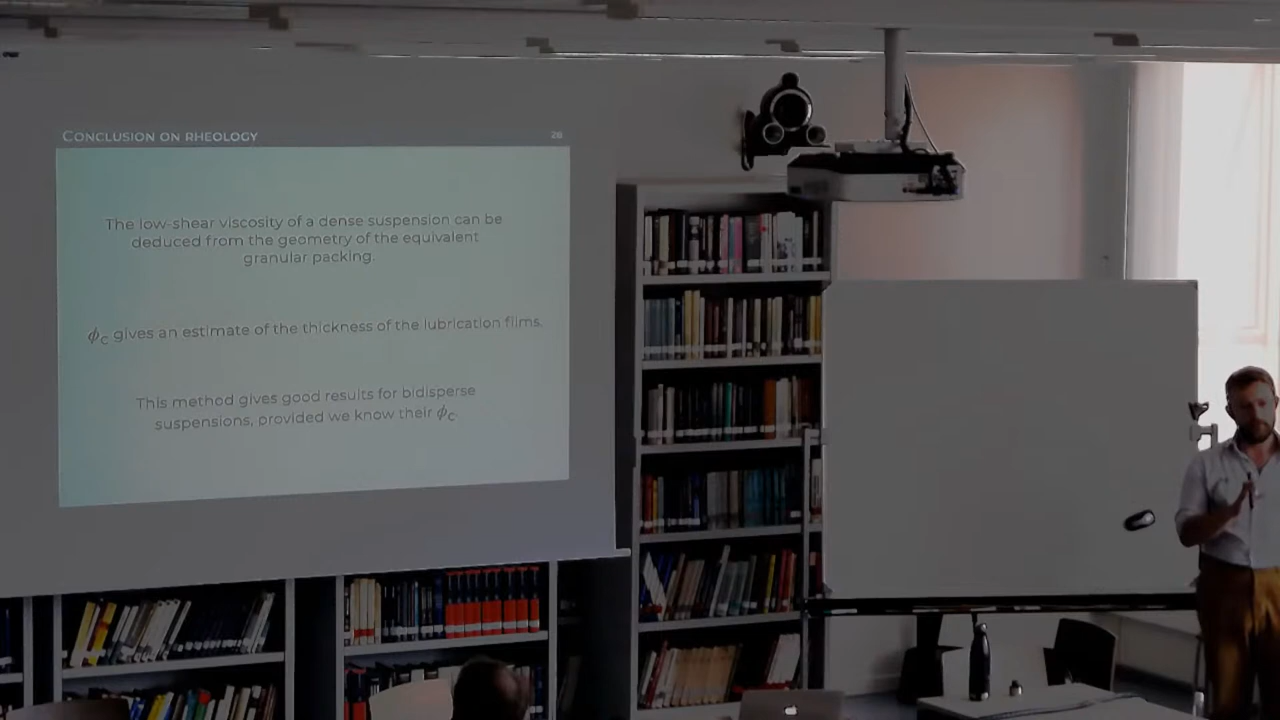 CONCLUSION ON RHEOLOGY 28
The low-shear viscosity of a dense suspension can be
deduced from the geometry of the equivalent
granular packing.
ϕc gives an estimate of the thickness of the lubrication films.
This method gives good results for bidisperse
suspensions, provided we know their ϕc